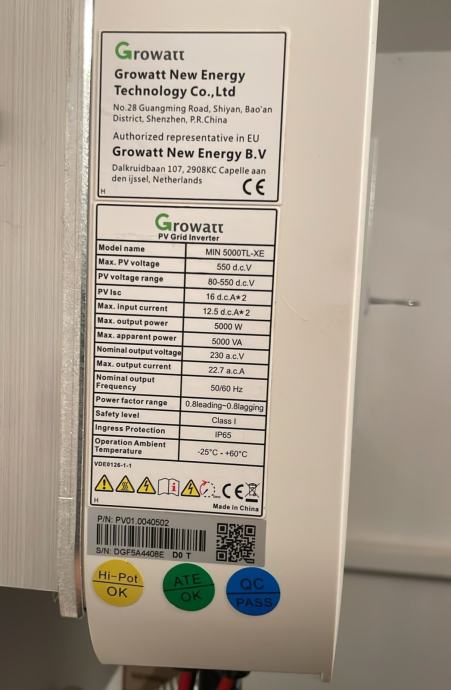 Growatt
Growatt New Energy
Technology Co.,Ltd
No.28 Guangming Road, Shiyan, Bao'an
District, Shenzhen, P.R.China
Authorized representative in EU
Growatt New Energy B.V
Dalkruidbaan 107, 2908KC Capelle aan
den ijssel, Netherlands
CE
H
Growatt
PV Grid Inverter
Model name MIN 5000TL-XE
Max. PV voltage 550 d.c.V
PV voltage range 80-550 d.c.V
PV Isc 16 d.c.A*2
Max. input current 12.5 d.c.A*2
Max. output power 5000 W
Max. apparent power 5000 VA
Nominal output voltage 230 a.c.V
Max. output current 22.7 a.c.A
Nominal output
Frequency 50/60 Hz
Power factor range 0.8leading~0.8lagging
Safety level Class I
Ingress Protection IP65
Operation Ambient
Temperature -25°C - +60°C
VDE0126-1-1
CE
H
Made in China
P/N: PV01.0040502
S/N: DGF5A4408E D0 T
Hi-Pot
OK
ATE
OK
QC
PASS